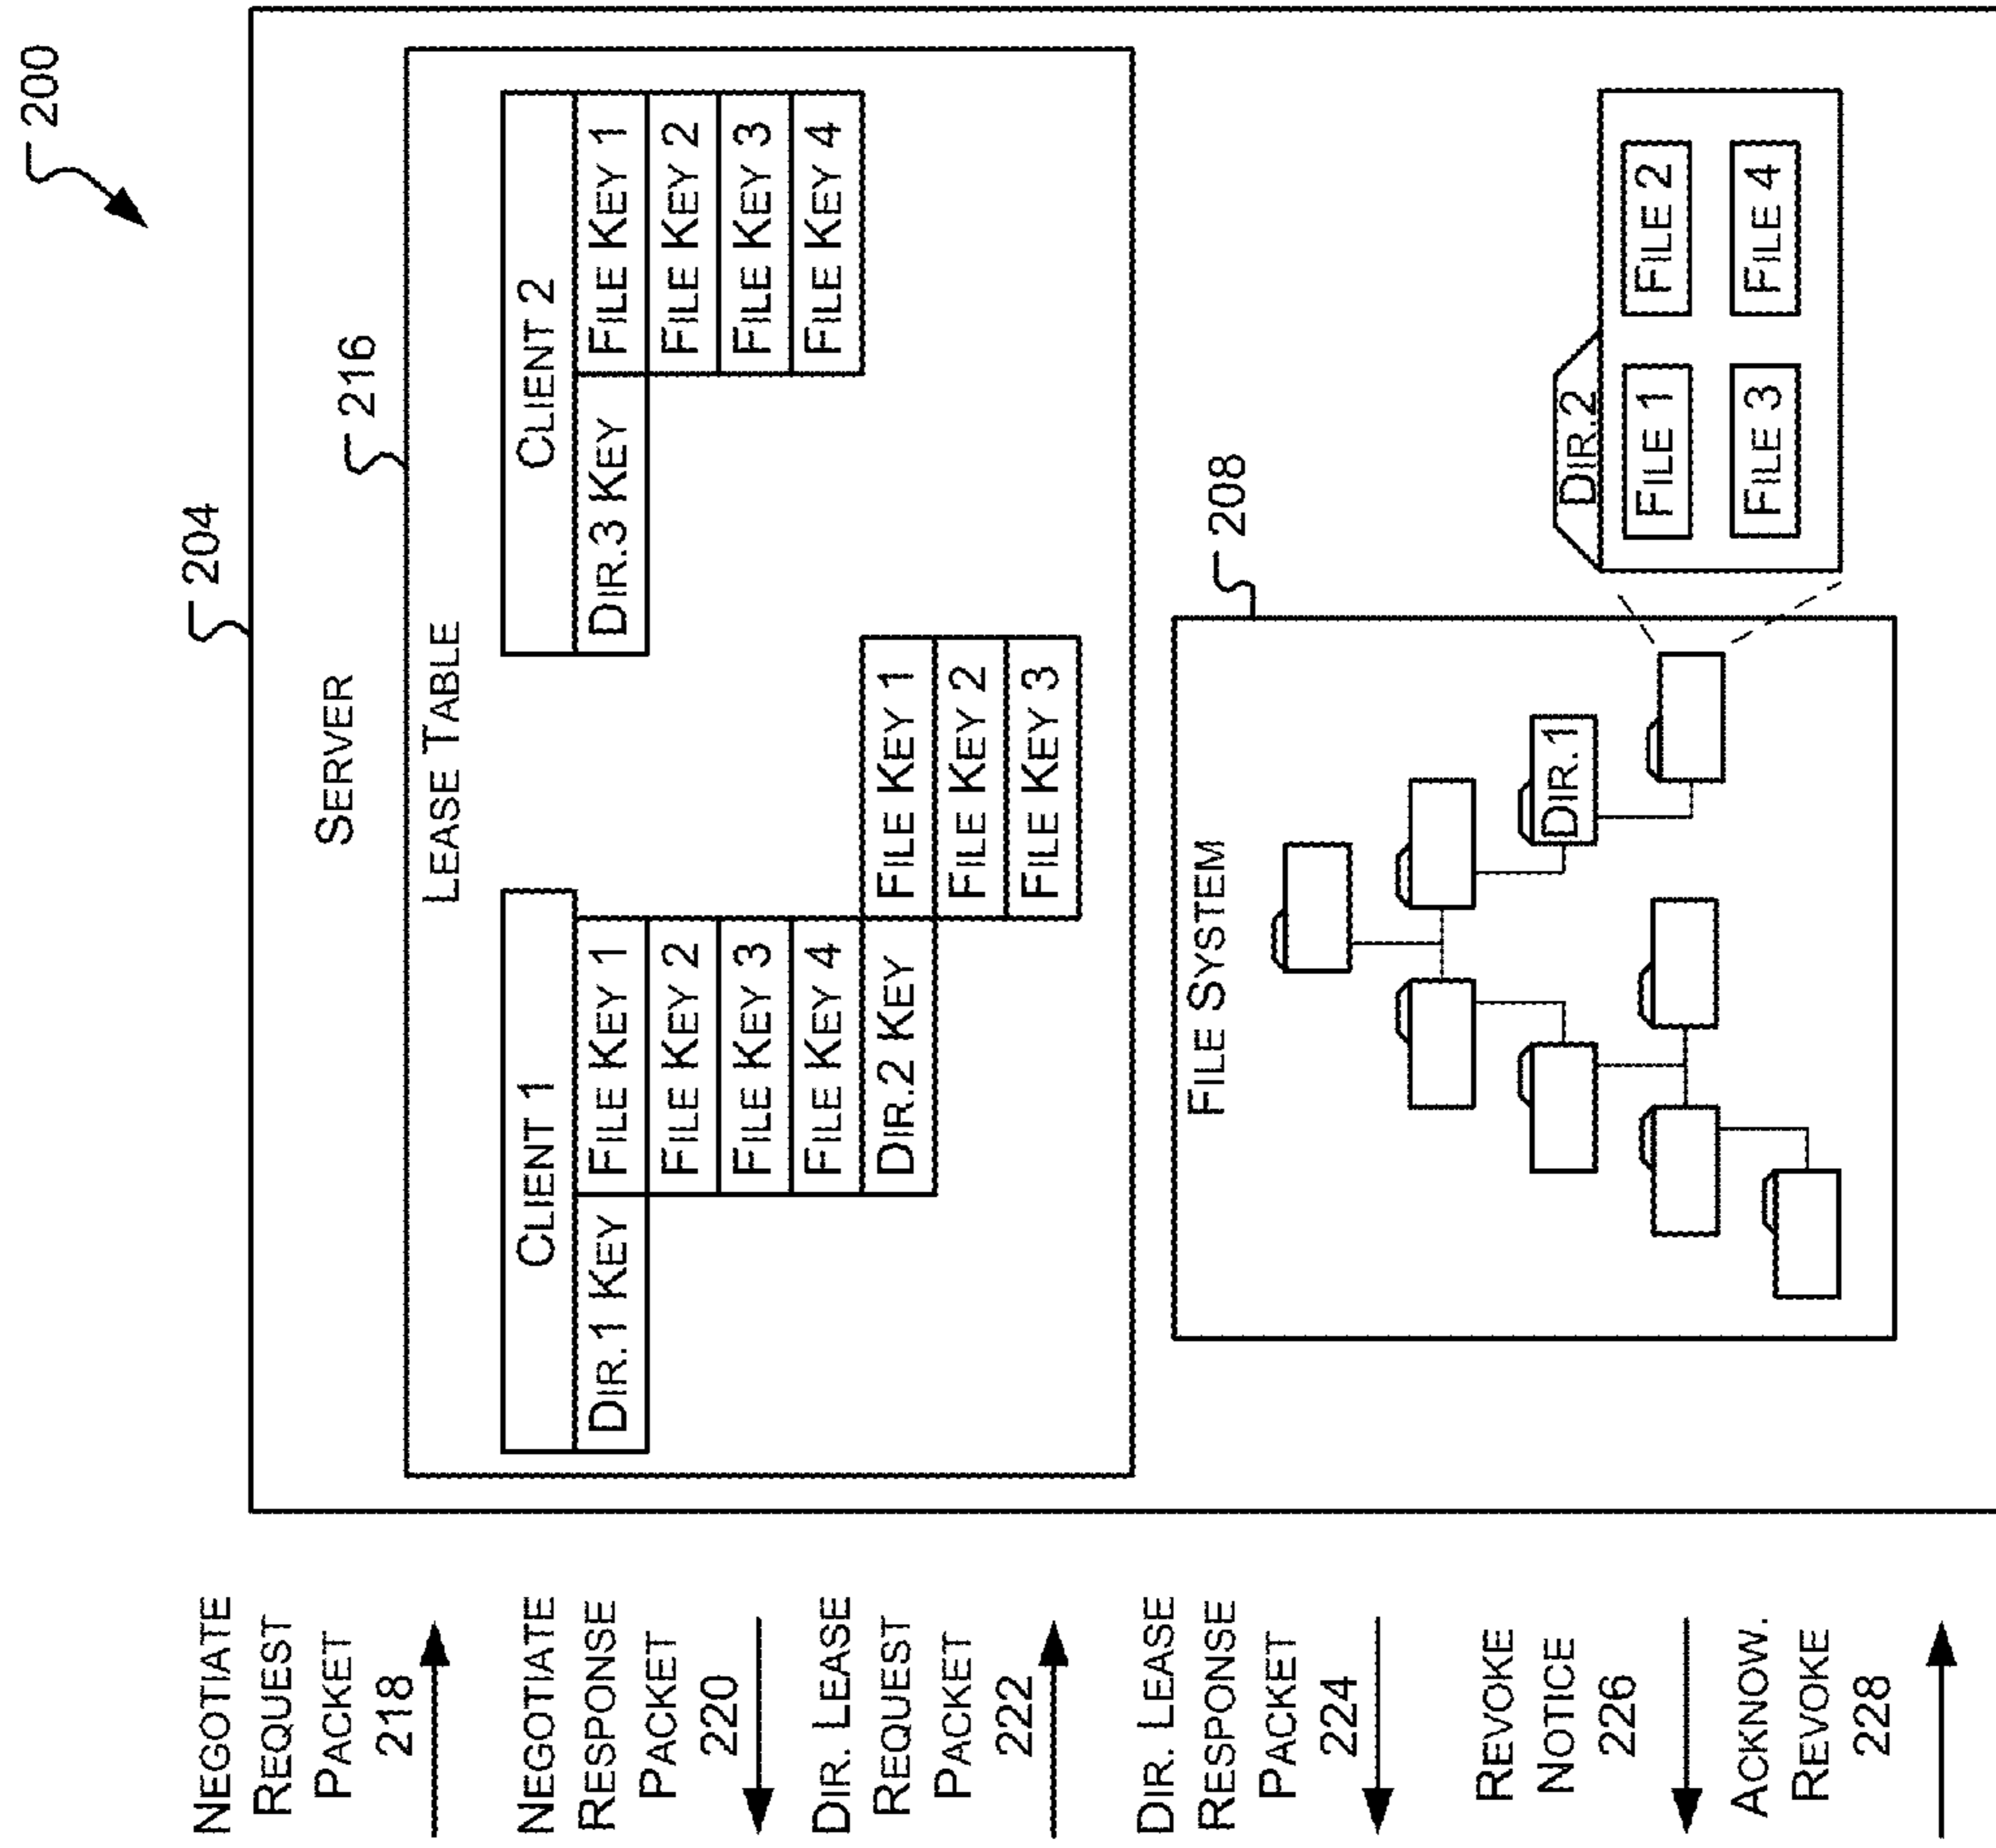 200
204
SERVER
216
LEASE TABLE
CLIENT 1
DIR.1 KEY
FILE KEY 1
FILE KEY 2
FILE KEY 3
FILE KEY 4
DIR.2 KEY
FILE KEY 1
FILE KEY 2
FILE KEY 3
CLIENT 2
DIR.3 KEY
FILE KEY 1
FILE KEY 2
FILE KEY 3
FILE KEY 4
208
FILE SYSTEM
DIR.1
DIR.2
FILE 1
FILE 2
FILE 3
FILE 4
NEGOTIATE
REQUEST
PACKET
218
NEGOTIATE
RESPONSE
PACKET
220
DIR. LEASE
REQUEST
PACKET
222
DIR. LEASE
RESPONSE
PACKET
224
REVOKE
NOTICE
226
ACKNOW.
REVOKE
228